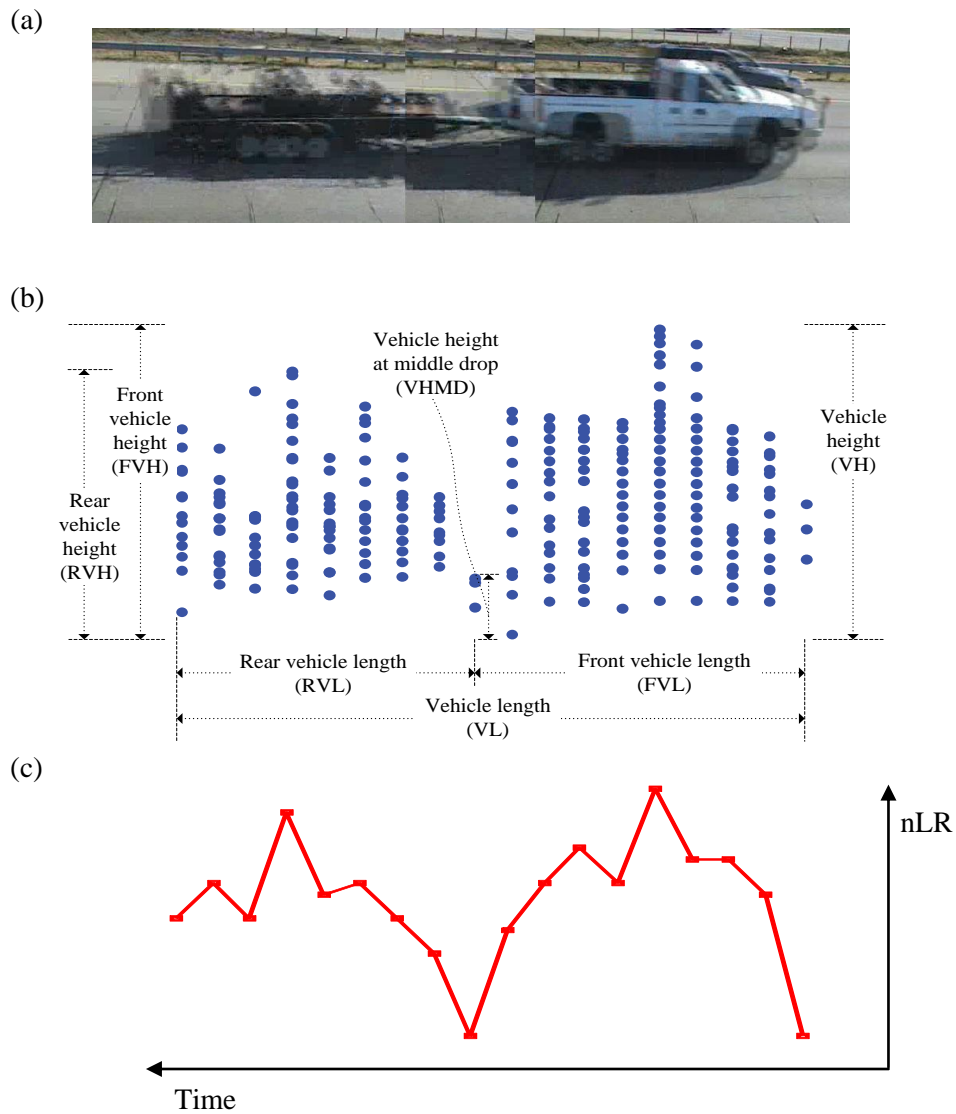 (a)
(b)
Vehicle height
at middle drop
(VHMD)
Front
vehicle
height
(FVH)
Rear
vehicle
height
(RVH)
Vehicle
height
(VH)
Rear vehicle length
(RVL)
Front vehicle length
(FVL)
Vehicle length
(VL)
(c)
nLR
Time